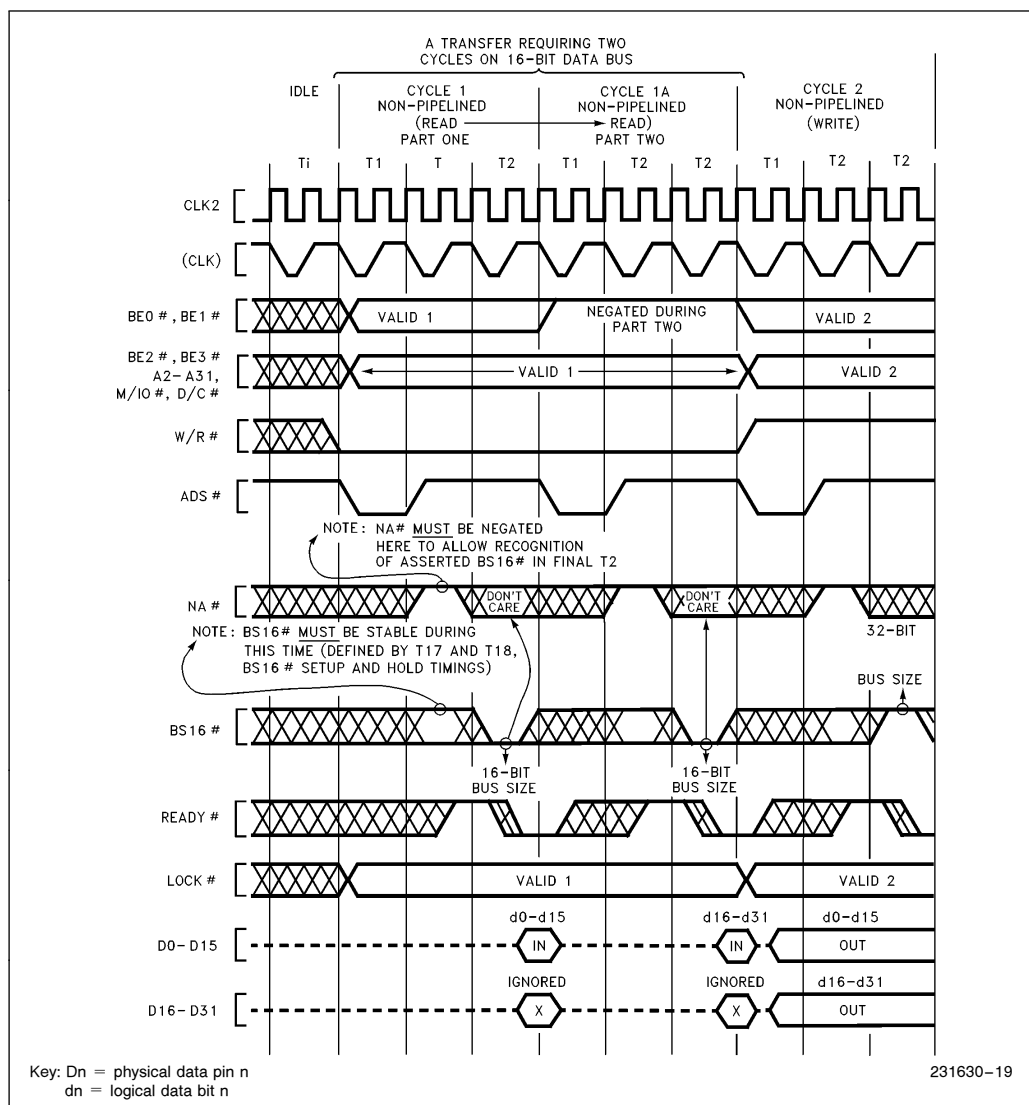 A TRANSFER REQUIRING TWO
CYCLES ON 16-BIT DATA BUS
IDLE
CYCLE 1
NON-PIPELINED
(READ
PART ONE
CYCLE 1A
NON-PIPELINED
READ)
PART TWO
CYCLE 2
NON-PIPELINED
(WRITE)
Ti T1 T T2 T1 T2 T2 T1 T2 T2
CLK2
(CLK)
BE0 #, BE1 # VALID 1 NEGATED DURING PART TWO VALID 2
BE2 #, BE3 #
A2-A31,
M/IO #, D/C #
VALID 1 VALID 2
W/R #
ADS #
NOTE: NA# MUST BE NEGATED
HERE TO ALLOW RECOGNITION
OF ASSERTED BS16# IN FINAL T2
NA # DON'T CARE DON'T CARE
32-BIT
BUS SIZE
NOTE: BS16# MUST BE STABLE DURING
THIS TIME (DEFINED BY T17 AND T18,
BS16 # SETUP AND HOLD TIMINGS)
BS16 #
16-BIT
BUS SIZE
16-BIT
BUS SIZE
READY #
LOCK # VALID 1 VALID 2
d0-d15 d16-d31 d0-d15
D0-D15 IN IN OUT
IGNORED IGNORED d16-d31
D16-D31 X X OUT
Key: Dn = physical data pin n
dn = logical data bit n
231630-19